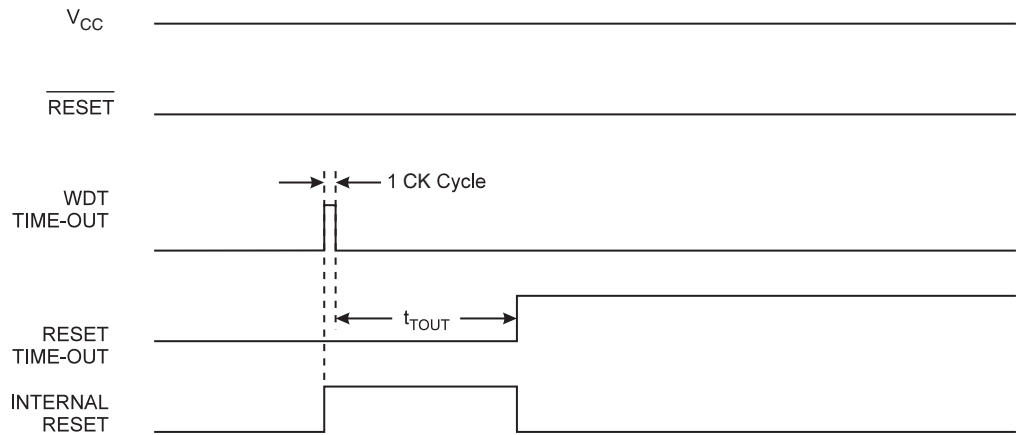 VCC
RESET
1 CK Cycle
WDT
TIME-OUT
tTOUT
RESET
TIME-OUT
INTERNAL
RESET